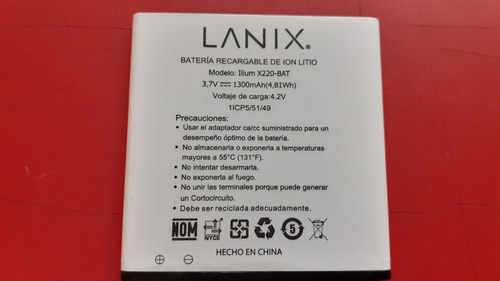 LANIX®
BATERÍA RECARGABLE DE ION LITIO
Modelo: Ilium X220-BAT
3,7V ⎓ 1300mAh(4,81Wh)
Voltaje de carga:4.2V
1ICP5/51/49
Precauciones:
• Usar el adaptador ca/cc suministrado para un
desempeño óptimo de la batería.
• No almacenarla o exponerla a temperaturas
mayores a 55°C (131°F).
• No intentar desarmarla.
• No exponerla al fuego.
• No unir las terminales porque puede generar
un Cortocircuito.
• Debe ser reciclada adecuadamente.
NOM NYCE 5
HECHO EN CHINA
+ -